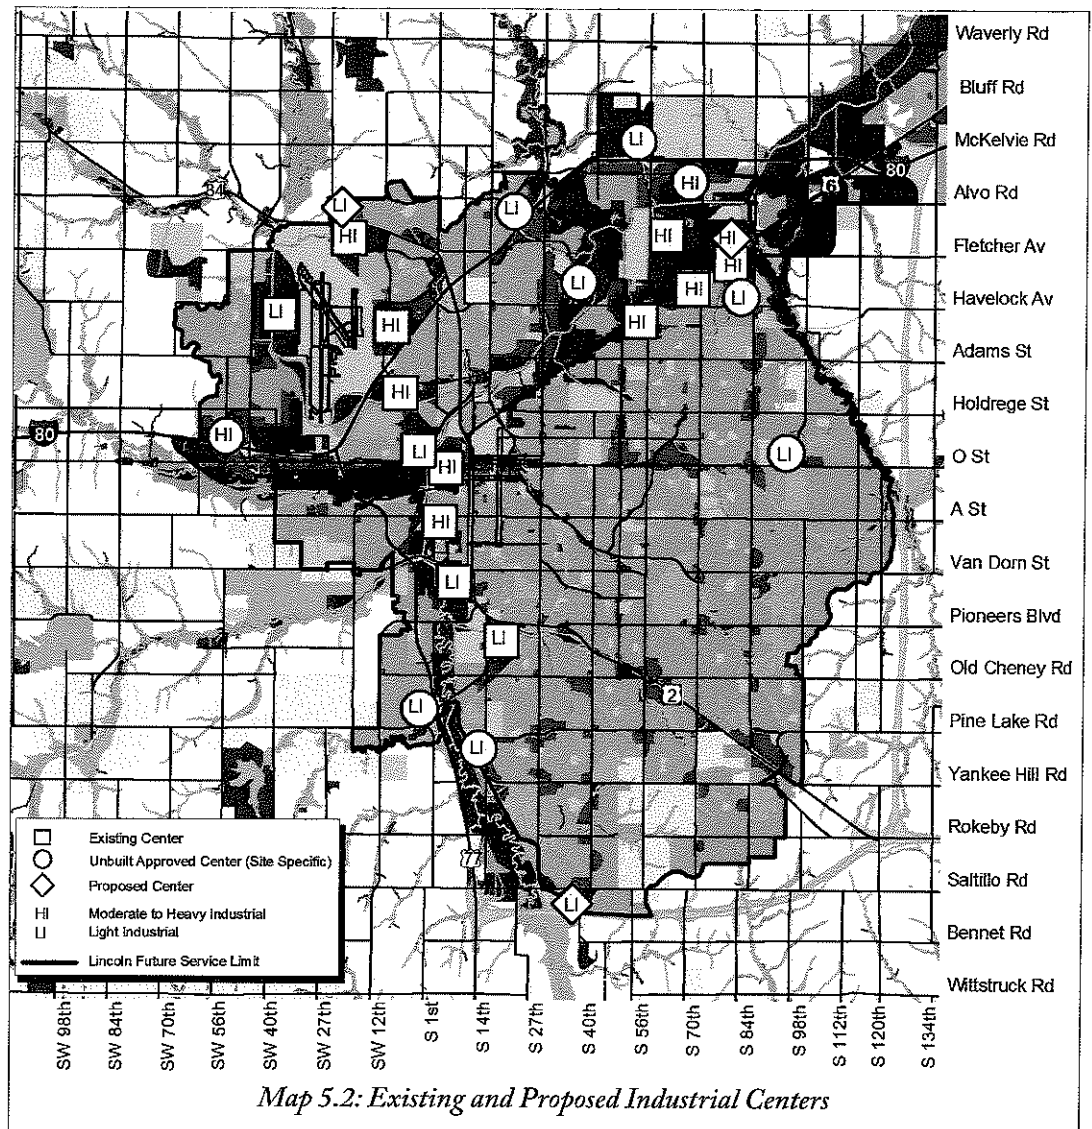 Waverly Rd
Bluff Rd
McKelvie Rd
80
6
Alvo Rd
34
HI
LI
LI
LI
HI
HI
HI
Fletcher Av
HI
LI
HI
LI
Havelock Av
LI
HI
HI
Adams St
HI
Holdrege St
80
HI
LI
LI
HI
O St
HI
A St
LI
Van Dorn St
LI
Pioneers Blvd
Old Cheney Rd
2
LI
Pine Lake Rd
LI
Yankee Hill Rd
Rokeby Rd
77
Saltillo Rd
LI
Bennet Rd
Wittstruck Rd
Existing Center
Unbuilt Approved Center (Site Specific)
Proposed Center
HI Moderate to Heavy Industrial
LI Light Industrial
Lincoln Future Service Limit
SW 98th
SW 84th
SW 70th
SW 56th
SW 40th
SW 27th
SW 12th
S 1st
S 14th
S 27th
S 40th
S 56th
S 70th
S 84th
S 98th
S 112th
S 120th
S 134th
Map 5.2: Existing and Proposed Industrial Centers